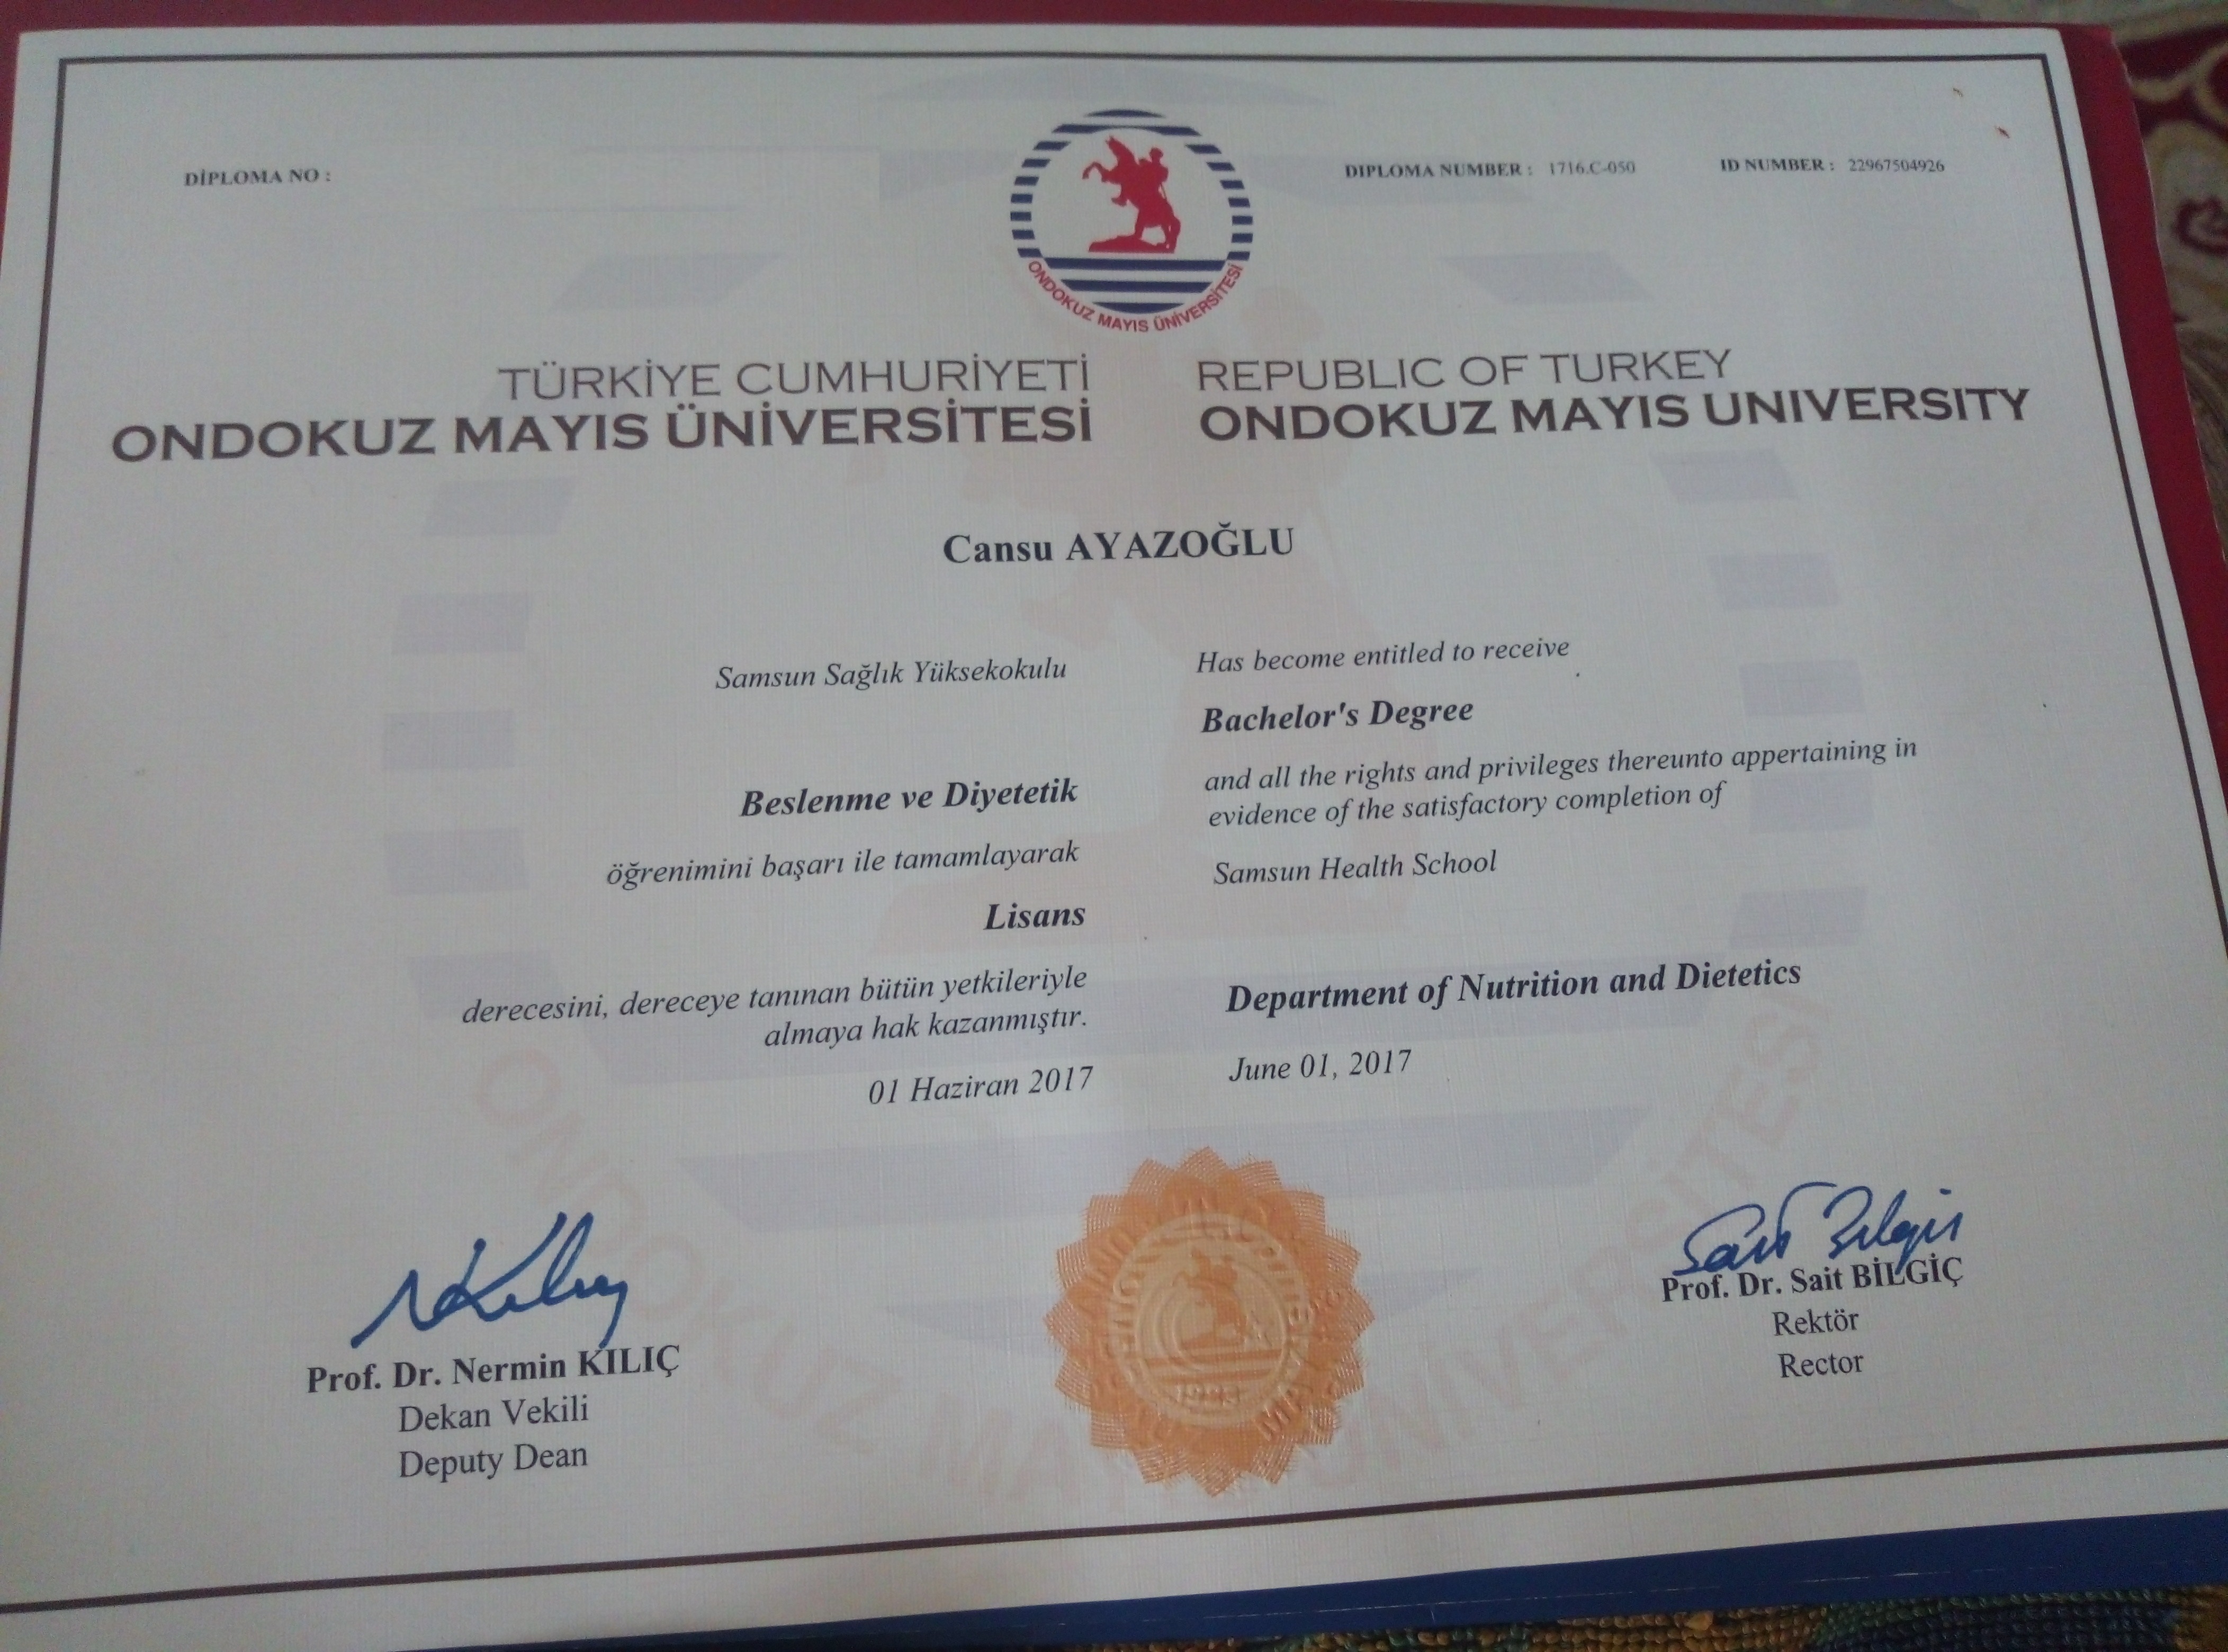 DİPLOMA NO :
DIPLOMA NUMBER : 1716.C-050
ID NUMBER : 22967504926
ONDOKUZ MAYIS ÜNİVERSİTESİ
TÜRKİYE CUMHURİYETİ
ONDOKUZ MAYIS ÜNİVERSİTESİ
REPUBLIC OF TURKEY
ONDOKUZ MAYIS UNIVERSITY
Cansu AYAZOĞLU
Samsun Sağlık Yüksekokulu
Beslenme ve Diyetetik
öğrenimini başarı ile tamamlayarak
Lisans
derecesini, dereceye tanınan bütün yetkileriyle
almaya hak kazanmıştır.
01 Haziran 2017
Has become entitled to receive
Bachelor's Degree
and all the rights and privileges thereunto appertaining in
evidence of the satisfactory completion of
Samsun Health School
Department of Nutrition and Dietetics
June 01, 2017
Prof. Dr. Nermin KILIÇ
Dekan Vekili
Deputy Dean
Sait Bilgiç
Prof. Dr. Sait BİLGİÇ
Rektör
Rector